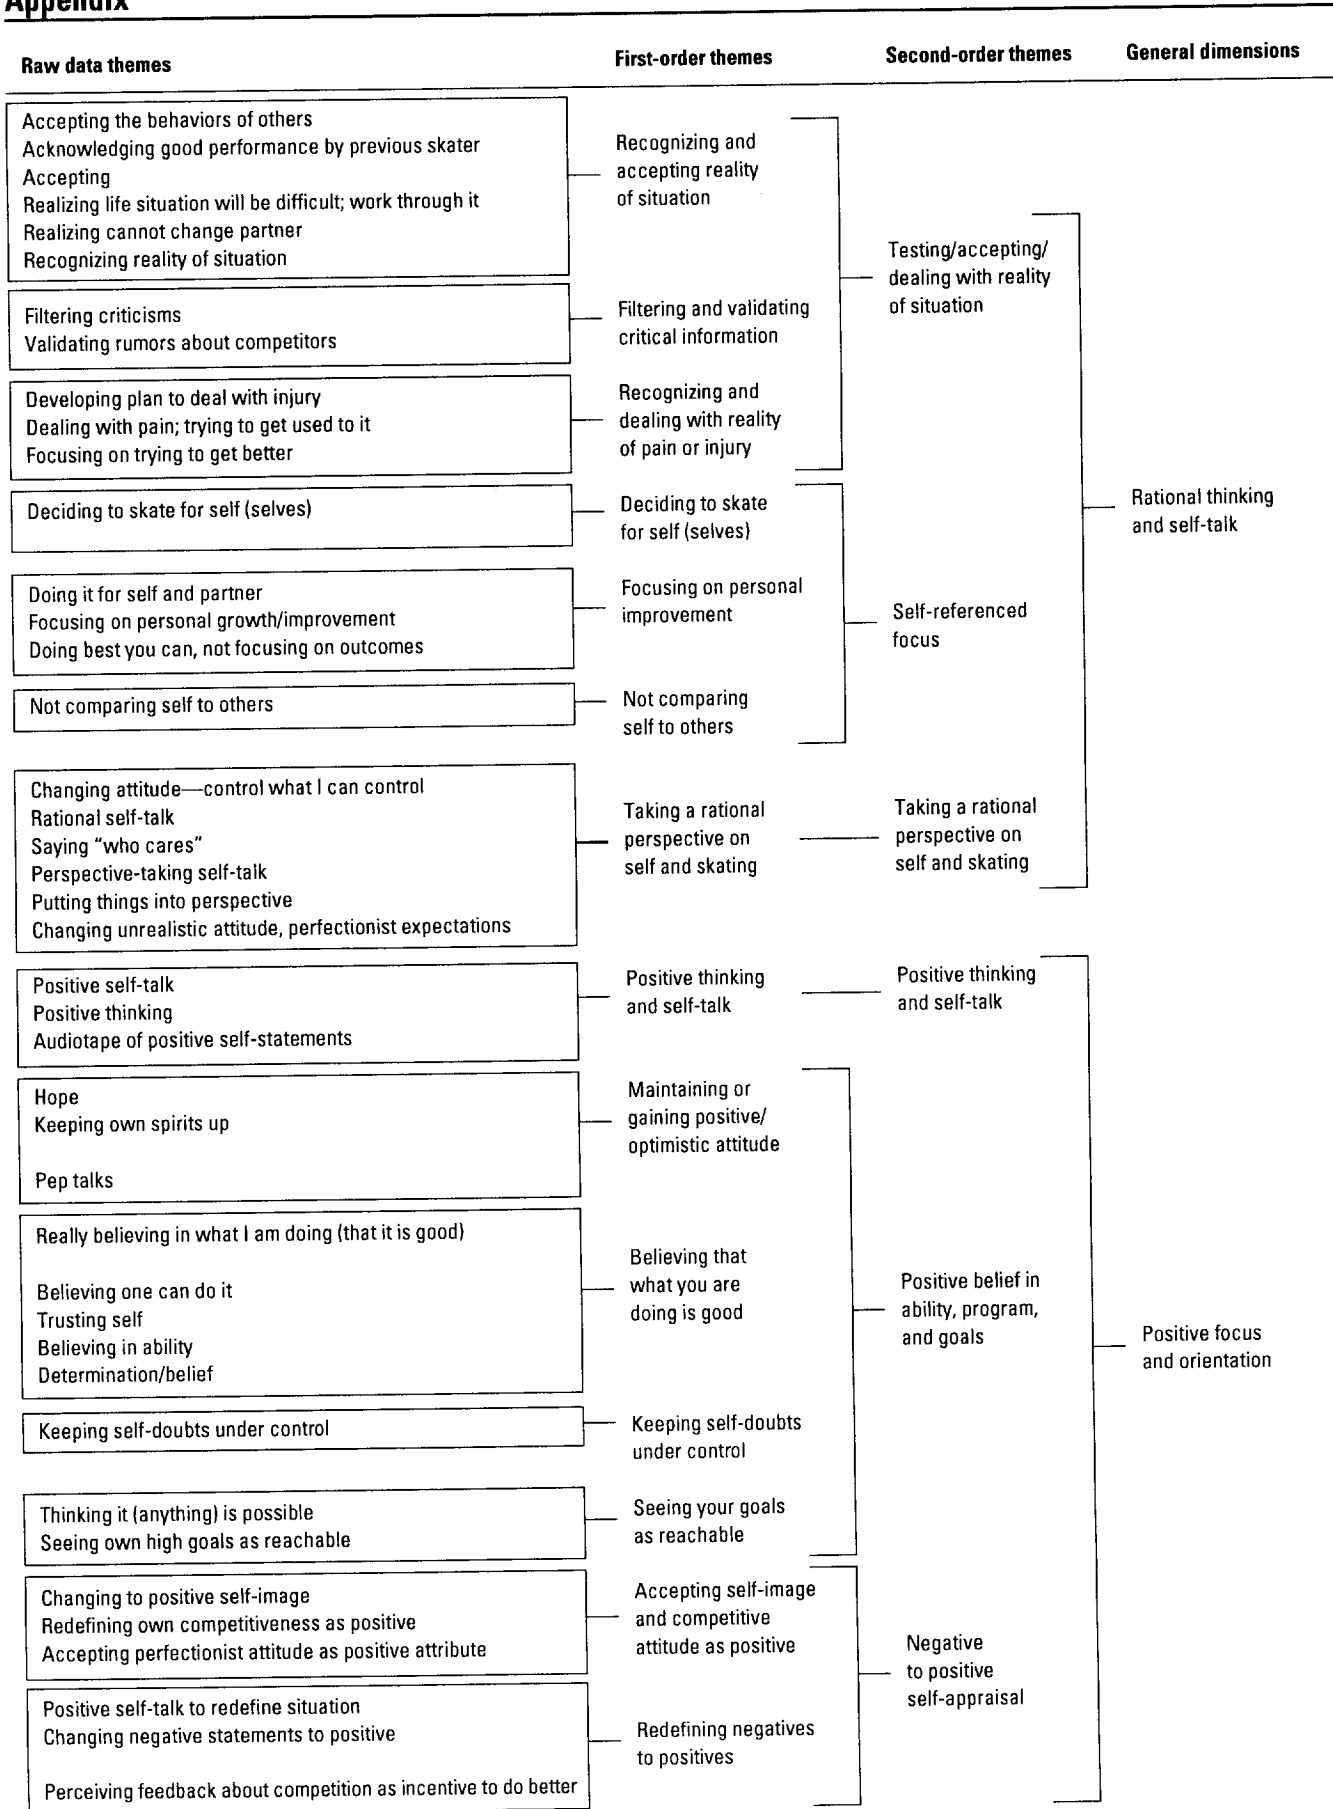 Appendix
Raw data themes
First-order themes
Second-order themes
General dimensions
Accepting the behaviors of others
Acknowledging good performance by previous skater
Accepting
Realizing life situation will be difficult; work through it
Realizing cannot change partner
Recognizing reality of situation
Recognizing and
accepting reality
of situation
Filtering criticisms
Validating rumors about competitors
Filtering and validating
critical information
Developing plan to deal with injury
Dealing with pain; trying to get used to it
Focusing on trying to get better
Recognizing and
dealing with reality
of pain or injury
Testing/accepting/
dealing with reality
of situation
Deciding to skate for self (selves)
Deciding to skate
for self (selves)
Doing it for self and partner
Focusing on personal growth/improvement
Doing best you can, not focusing on outcomes
Focusing on personal
improvement
Not comparing self to others
Not comparing
self to others
Self-referenced
focus
Changing attitude—control what I can control
Rational self-talk
Saying "who cares"
Perspective-taking self-talk
Putting things into perspective
Changing unrealistic attitude, perfectionist expectations
Taking a rational
perspective on
self and skating
Taking a rational
perspective on
self and skating
Rational thinking
and self-talk
Positive self-talk
Positive thinking
Audiotape of positive self-statements
Positive thinking
and self-talk
Positive thinking
and self-talk
Hope
Keeping own spirits up
Pep talks
Maintaining or
gaining positive/
optimistic attitude
Really believing in what I am doing (that it is good)
Believing one can do it
Trusting self
Believing in ability
Determination/belief
Believing that
what you are
doing is good
Keeping self-doubts under control
Keeping self-doubts
under control
Thinking it (anything) is possible
Seeing own high goals as reachable
Seeing your goals
as reachable
Positive belief in
ability, program,
and goals
Changing to positive self-image
Redefining own competitiveness as positive
Accepting perfectionist attitude as positive attribute
Accepting self-image
and competitive
attitude as positive
Positive self-talk to redefine situation
Changing negative statements to positive
Perceiving feedback about competition as incentive to do better
Redefining negatives
to positives
Negative
to positive
self-appraisal
Positive focus
and orientation